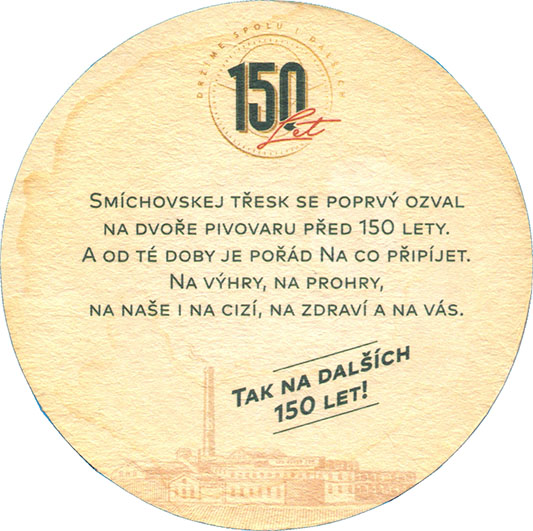 DRŽÍME SPOLU I DALŠÍCH
150
Let
SMÍCHOVSKEJ TŘESK SE POPRVÝ OZVAL
NA DVOŘE PIVOVARU PŘED 150 LETY.
A OD TÉ DOBY JE POŘÁD NA CO PŘIPÍJET.
NA VÝHRY, NA PROHRY,
NA NAŠE I NA CIZÍ, NA ZDRAVÍ A NA VÁS.
TAK NA DALŠÍCH
150 LET!